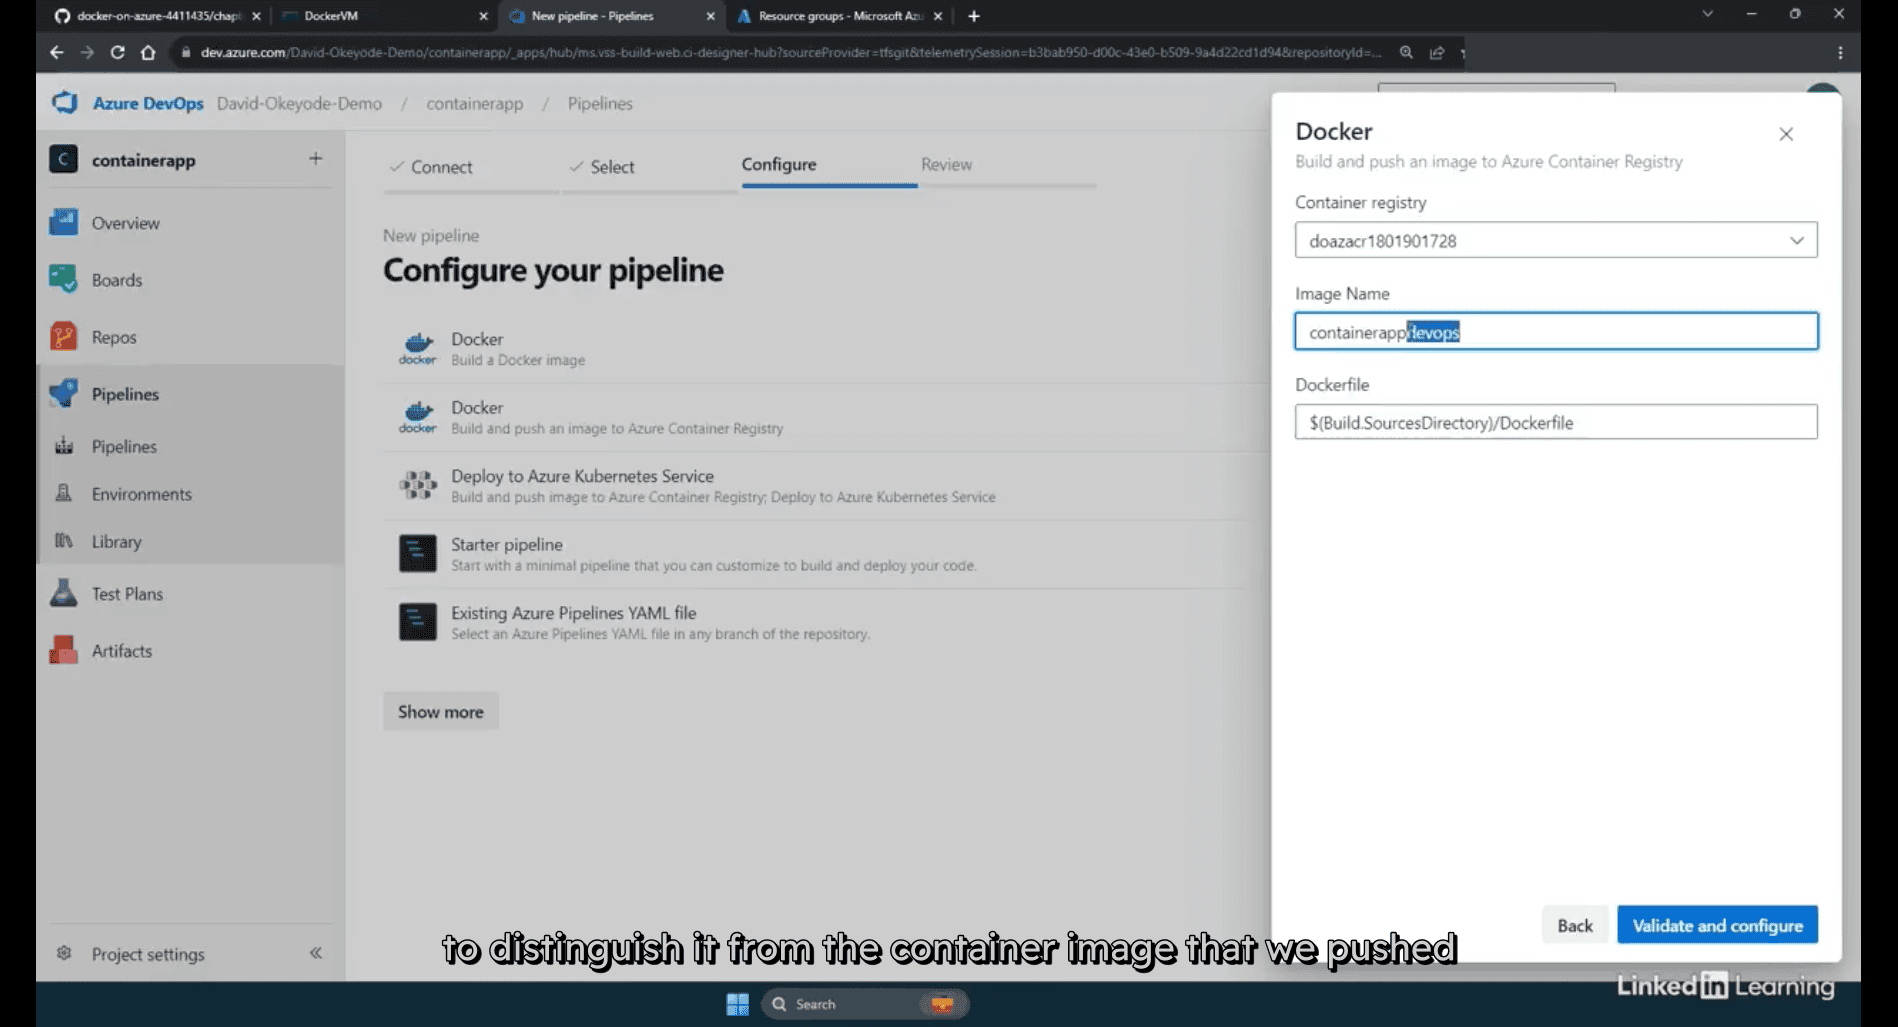 docker-on-azure-4411435/chapt
DockerVM
New pipeline - Pipelines
Resource groups - Microsoft Azu
dev.azure.com/David-Okeyode-Demo/containerapp/_apps/hub/ms.vss-build-web.ci-designer-hub?sourceProvider=tfsgit&telemetrySession=b3bab950-d00c-43e0-b509-9a4d22cd1d94&repositoryId=...
Azure DevOps David-Okeyode-Demo / containerapp / Pipelines
C containerapp
Overview
Boards
Repos
Pipelines
Pipelines
Environments
Library
Test Plans
Artifacts
Project settings
Connect
Select
Configure
Review
New pipeline
Configure your pipeline
docker
Docker
Build a Docker image
docker
Docker
Build and push an image to Azure Container Registry
Deploy to Azure Kubernetes Service
Build and push image to Azure Container Registry; Deploy to Azure Kubernetes Service
Starter pipeline
Start with a minimal pipeline that you can customize to build and deploy your code.
Existing Azure Pipelines YAML file
Select an Azure Pipelines YAML file in any branch of the repository.
Show more
Docker
Build and push an image to Azure Container Registry
Container registry
doazacr1801901728
Image Name
containerappdevops
Dockerfile
$(Build.SourcesDirectory)/Dockerfile
Back
Validate and configure
to distinguish it from the container image that we pushed
LinkedIn Learning
Search